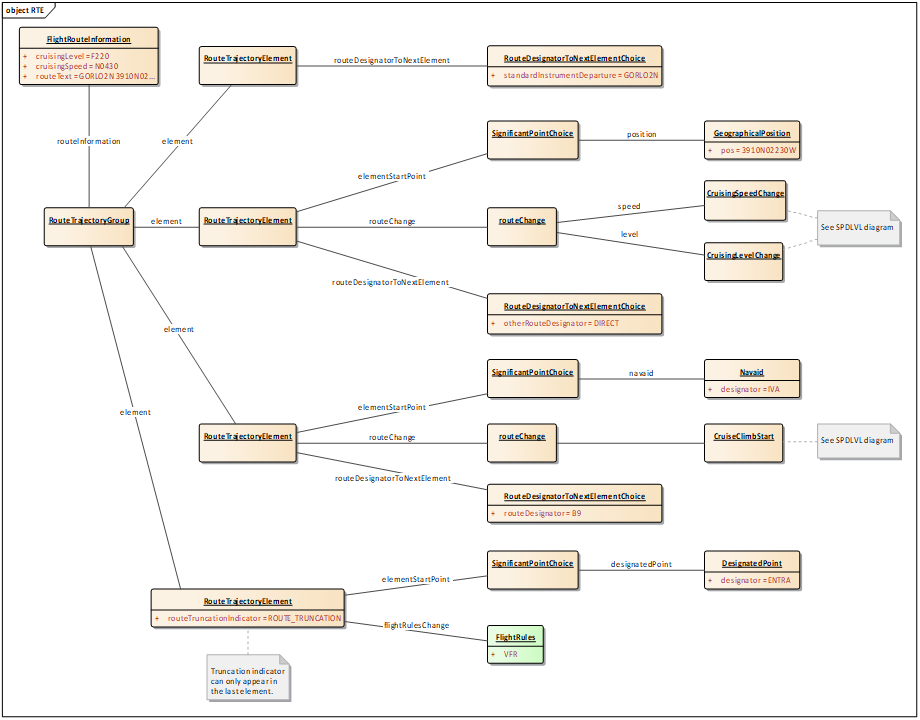 object RTE
FlightRouteInformation
+ cruisingLevel = F220
+ cruisingSpeed = N0430
+ routeText = GORLO2N 3910N02...
RouteTrajectoryElement
routeDesignatorToNextElement
RouteDesignatorToNextElementChoice
+ standardInstrumentDeparture = GORLO2N
routeInformation
element
SignificantPointChoice
position
GeographicalPosition
+ pos = 3910N02230W
elementStartPoint
RouteTrajectoryGroup
element
RouteTrajectoryElement
routeChange
routeChange
speed
CruisingSpeedChange
level
CruisingLevelChange
See SPDLVL diagram
routeDesignatorToNextElement
RouteDesignatorToNextElementChoice
+ otherRouteDesignator = DIRECT
element
SignificantPointChoice
navaid
Navaid
+ designator = IVA
elementStartPoint
element
RouteTrajectoryElement
routeChange
routeChange
CruiseClimbStart
See SPDLVL diagram
routeDesignatorToNextElement
RouteDesignatorToNextElementChoice
+ routeDesignator = B9
SignificantPointChoice
designatedPoint
DesignatedPoint
+ designator = ENTRA
elementStartPoint
RouteTrajectoryElement
+ routeTruncationIndicator = ROUTE_TRUNCATION
flightRulesChange
FlightRules
+ VFR
Truncation indicator
can only appear in
the last element.